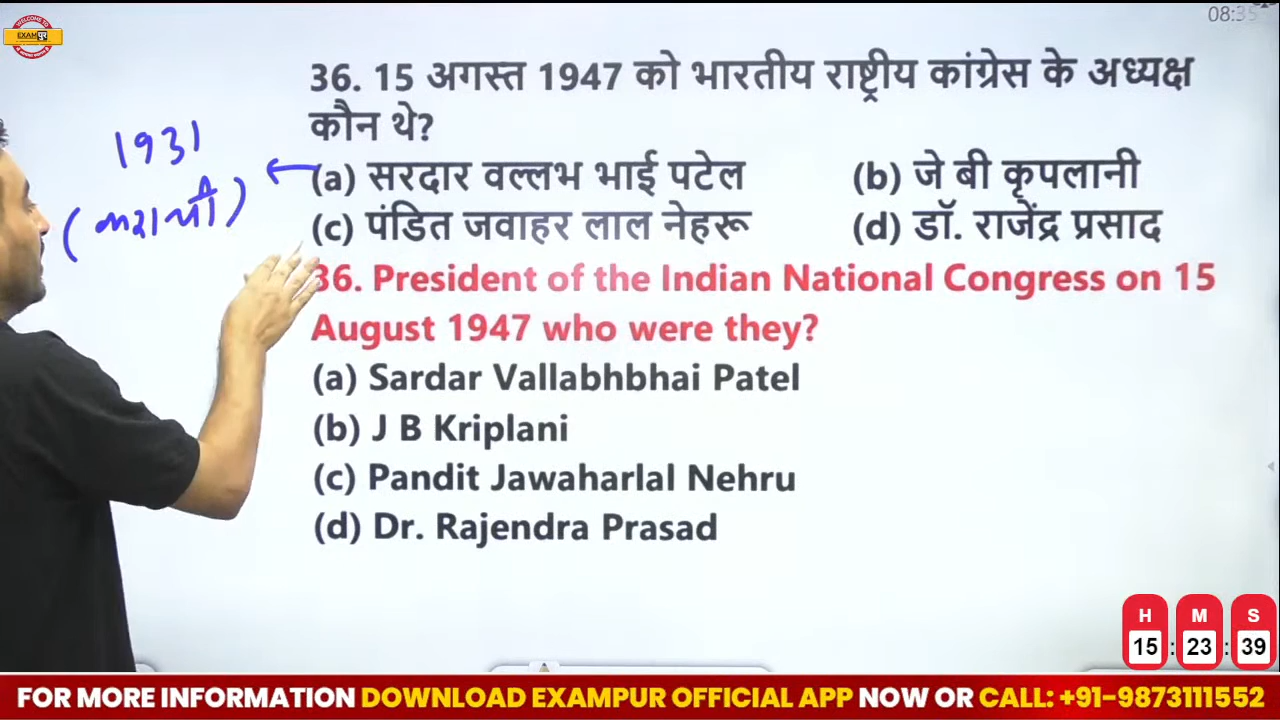 WELCOME TO
EXAMपुर
08:35
36. 15 अगस्त 1947 को भारतीय राष्ट्रीय कांग्रेस के अध्यक्ष
कौन थे?
(a) सरदार वल्लभ भाई पटेल (b) जे बी कृपलानी
(c) पंडित जवाहर लाल नेहरू (d) डॉ. राजेंद्र प्रसाद
1931
36. President of the Indian National Congress on 15
August 1947 who were they?
(a) Sardar Vallabhbhai Patel
(b) J B Kriplani
(c) Pandit Jawaharlal Nehru
(d) Dr. Rajendra Prasad
H M S
15 : 23 : 39
FOR MORE INFORMATION DOWNLOAD EXAMPUR OFFICIAL APP NOW OR CALL: +91-9873111552